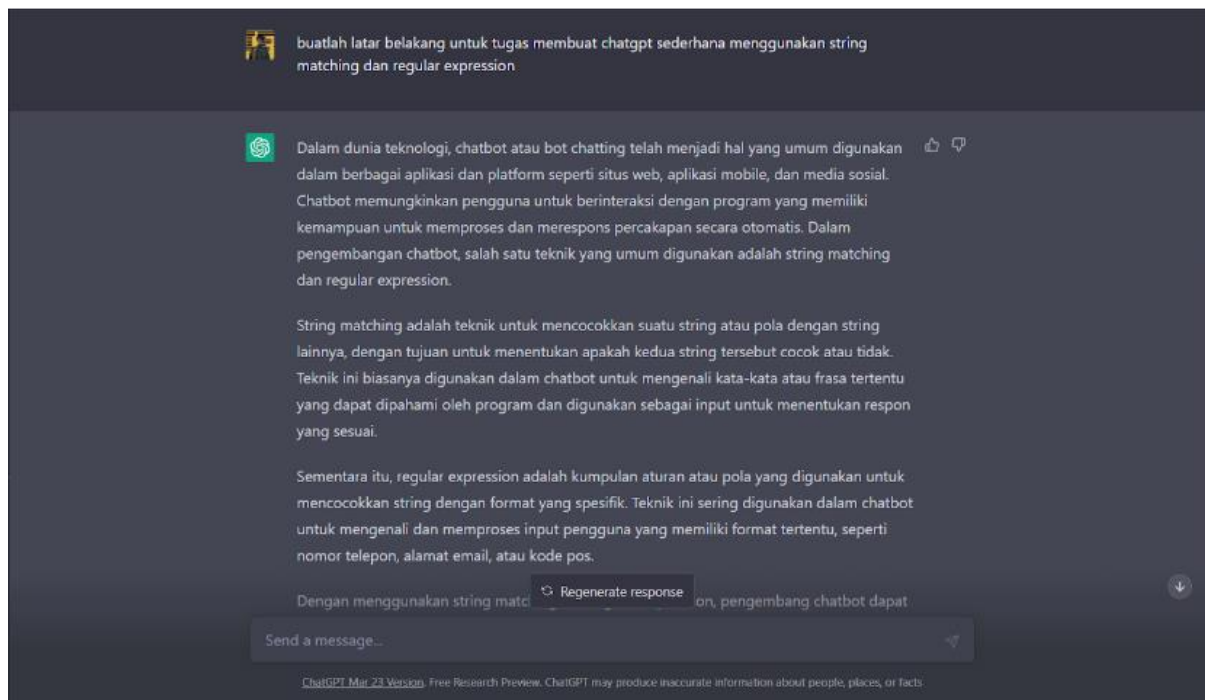 buatlah latar belakang untuk tugas membuat chatgpt sederhana menggunakan string
matching dan regular expression
Dalam dunia teknologi, chatbot atau bot chatting telah menjadi hal yang umum digunakan
dalam berbagai aplikasi dan platform seperti situs web, aplikasi mobile, dan media sosial.
Chatbot memungkinkan pengguna untuk berinteraksi dengan program yang memiliki
kemampuan untuk memproses dan merespons percakapan secara otomatis. Dalam
pengembangan chatbot, salah satu teknik yang umum digunakan adalah string matching
dan regular expression.
String matching adalah teknik untuk mencocokkan suatu string atau pola dengan string
lainnya, dengan tujuan untuk menentukan apakah kedua string tersebut cocok atau tidak.
Teknik ini biasanya digunakan dalam chatbot untuk mengenali kata-kata atau frasa tertentu
yang dapat dipahami oleh program dan digunakan sebagai input untuk menentukan respon
yang sesuai.
Sementara itu, regular expression adalah kumpulan aturan atau pola yang digunakan untuk
mencocokkan string dengan format yang spesifik. Teknik ini sering digunakan dalam chatbot
untuk mengenali dan memproses input pengguna yang memiliki format tertentu, seperti
nomor telepon, alamat email, atau kode pos.
Regenerate response
Dengan menggunakan string matc on, pengembang chatbot dapat
Send a message...
ChatGPT Mar 23 Version. Free Research Preview. ChatGPT may produce inaccurate information about people, places, or facts